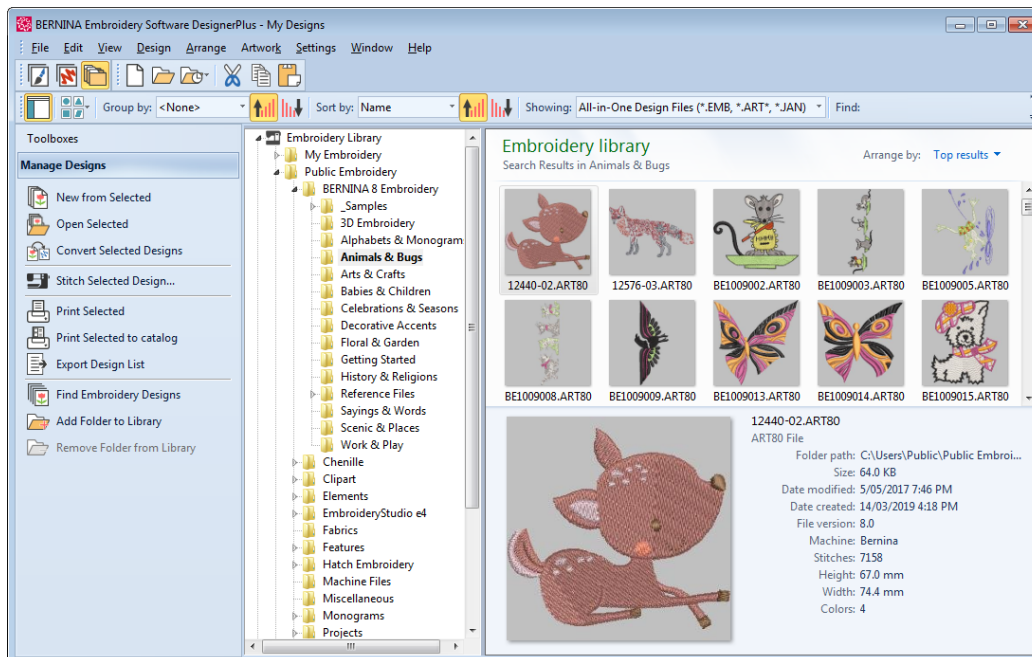 BERNINA Embroidery Software DesignerPlus - My Designs
File Edit View Design Arrange Artwork Settings Window Help
Group by: <None> Sort by: Name Showing: All-in-One Design Files (*.EMB, *.ART*, *.JAN) Find:
Toolboxes
Manage Designs
New from Selected
Open Selected
Convert Selected Designs
Stitch Selected Design...
Print Selected
Print Selected to catalog
Export Design List
Find Embroidery Designs
Add Folder to Library
Remove Folder from Library
Embroidery Library
My Embroidery
Public Embroidery
BERNINA 8 Embroidery
_Samples
3D Embroidery
Alphabets & Monogram
Animals & Bugs
Arts & Crafts
Babies & Children
Celebrations & Seasons
Decorative Accents
Floral & Garden
Getting Started
History & Religions
Reference Files
Sayings & Words
Scenic & Places
Work & Play
Chenille
Clipart
Elements
EmbroideryStudio e4
Fabrics
Features
Hatch Embroidery
Machine Files
Miscellaneous
Monograms
Projects
Embroidery library
Search Results in Animals & Bugs
Arrange by: Top results
12440-02.ART80 12576-03.ART80 BE1009002.ART80 BE1009003.ART80 BE1009005.ART80
BE1009008.ART80 BE1009009.ART80 BE1009013.ART80 BE1009014.ART80 BE1009015.ART80
12440-02.ART80
ART80 File
Folder path: C:\Users\Public\Public Embroi...
Size: 64.0 KB
Date modified: 5/05/2017 7:46 PM
Date created: 14/03/2019 4:18 PM
File version: 8.0
Machine: Bernina
Stitches: 7158
Height: 67.0 mm
Width: 74.4 mm
Colors: 4